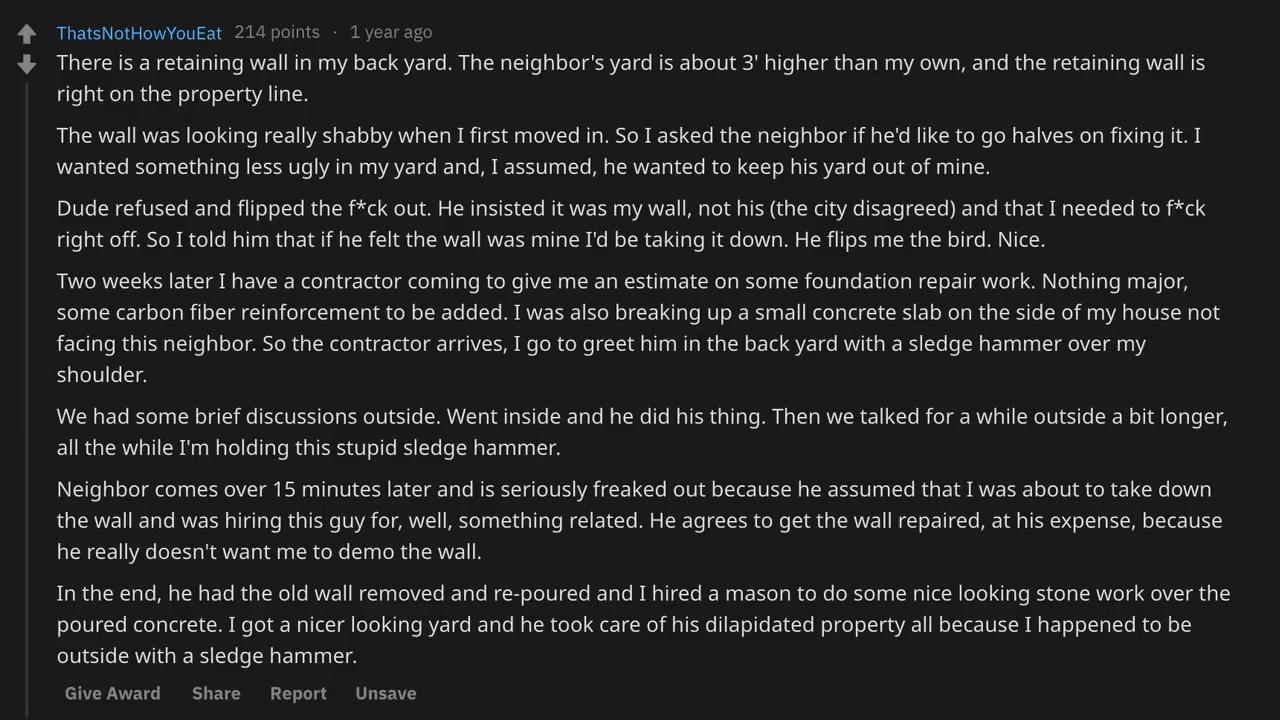 ThatsNotHowYouEat 214 points · 1 year ago
There is a retaining wall in my back yard. The neighbor's yard is about 3' higher than my own, and the retaining wall is
right on the property line.
The wall was looking really shabby when I first moved in. So I asked the neighbor if he'd like to go halves on fixing it. I
wanted something less ugly in my yard and, I assumed, he wanted to keep his yard out of mine.
Dude refused and flipped the f*ck out. He insisted it was my wall, not his (the city disagreed) and that I needed to f*ck
right off. So I told him that if he felt the wall was mine I'd be taking it down. He flips me the bird. Nice.
Two weeks later I have a contractor coming to give me an estimate on some foundation repair work. Nothing major,
some carbon fiber reinforcement to be added. I was also breaking up a small concrete slab on the side of my house not
facing this neighbor. So the contractor arrives, I go to greet him in the back yard with a sledge hammer over my
shoulder.
We had some brief discussions outside. Went inside and he did his thing. Then we talked for a while outside a bit longer,
all the while I'm holding this stupid sledge hammer.
Neighbor comes over 15 minutes later and is seriously freaked out because he assumed that I was about to take down
the wall and was hiring this guy for, well, something related. He agrees to get the wall repaired, at his expense, because
he really doesn't want me to demo the wall.
In the end, he had the old wall removed and re-poured and I hired a mason to do some nice looking stone work over the
poured concrete. I got a nicer looking yard and he took care of his dilapidated property all because I happened to be
outside with a sledge hammer.
Give Award Share Report Unsave